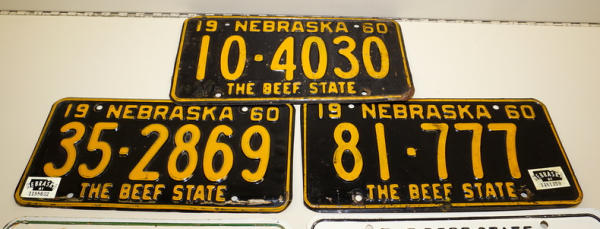 19 NEBRASKA 60
10-4030
THE BEEF STATE
19 NEBRASKA 60
35-2869
THE BEEF STATE
19 NEBRASKA 60
81-777
THE BEEF STATE